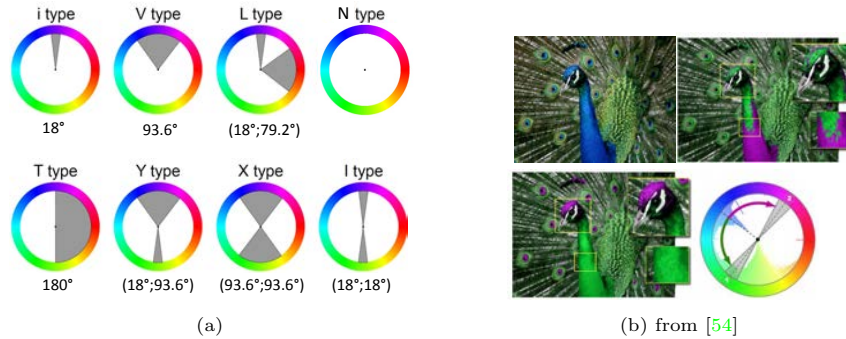 i type V type L type N type
18° 93.6° (18°;79.2°)
T type Y type X type I type
180° (18°;93.6°) (93.6°;93.6°) (18°;18°)
(a) (b) from [54]